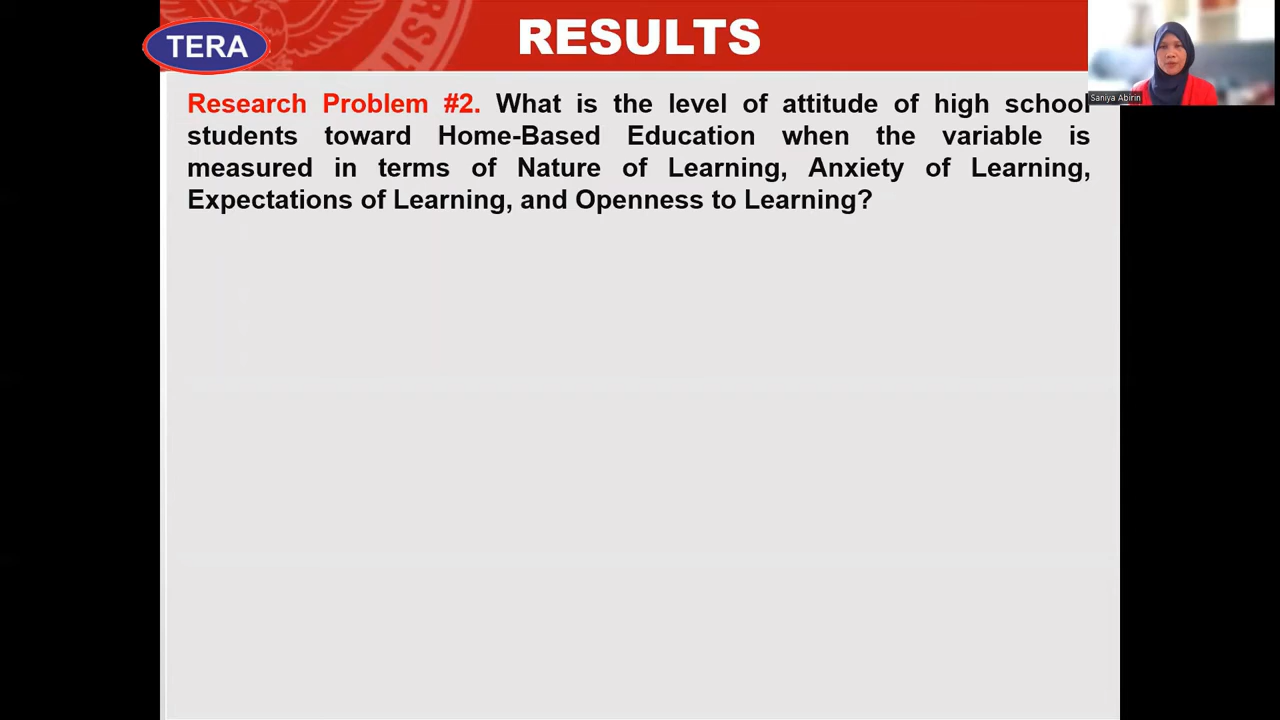 RESULTS
TERA
Saniya Abirin
Research Problem #2. What is the level of attitude of high school
students toward Home-Based Education when the variable is
measured in terms of Nature of Learning, Anxiety of Learning,
Expectations of Learning, and Openness to Learning?